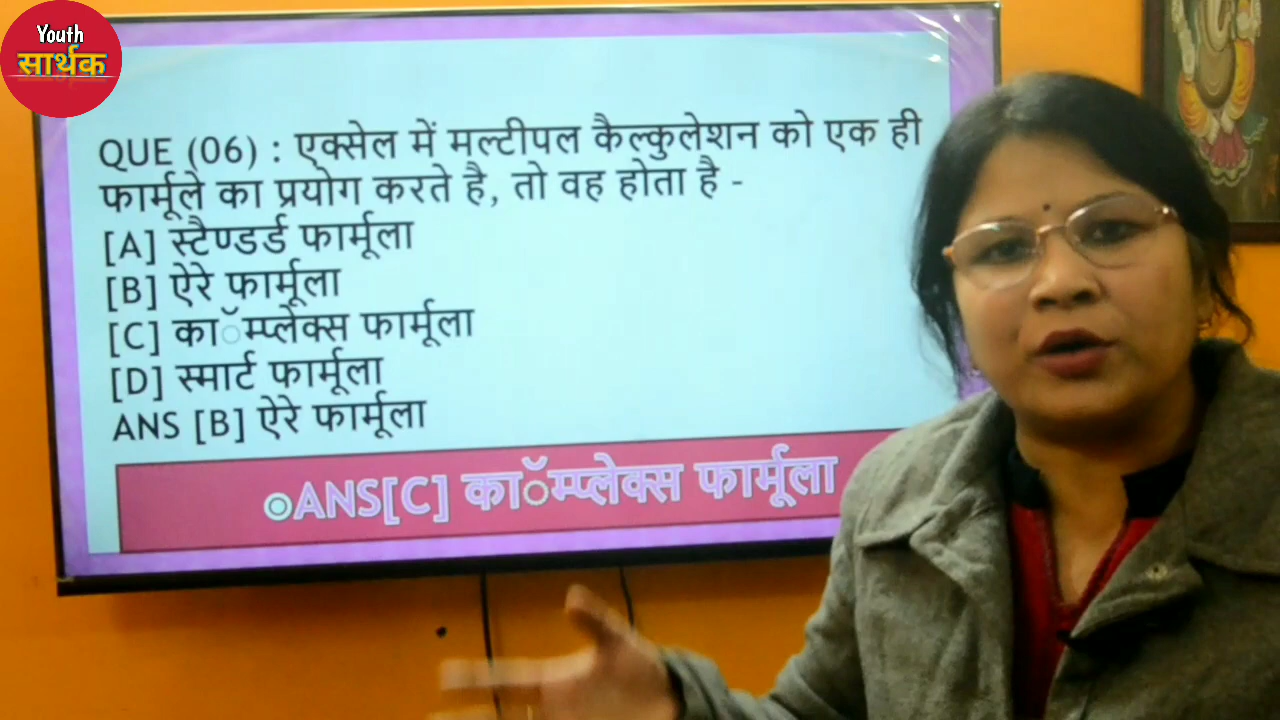 Youth
सार्थक
QUE (06) : एक्सेल में मल्टीपल कैल्कुलेशन को एक ही
फार्मूले का प्रयोग करते है, तो वह होता है -
[A] स्टैण्डर्ड फार्मूला
[B] ऐरे फार्मूला
[C] काॅम्प्लेक्स फार्मूला
[D] स्मार्ट फार्मूला
ANS [B] ऐरे फार्मूला
ANS[C] काॅम्प्लेक्स फार्मूला